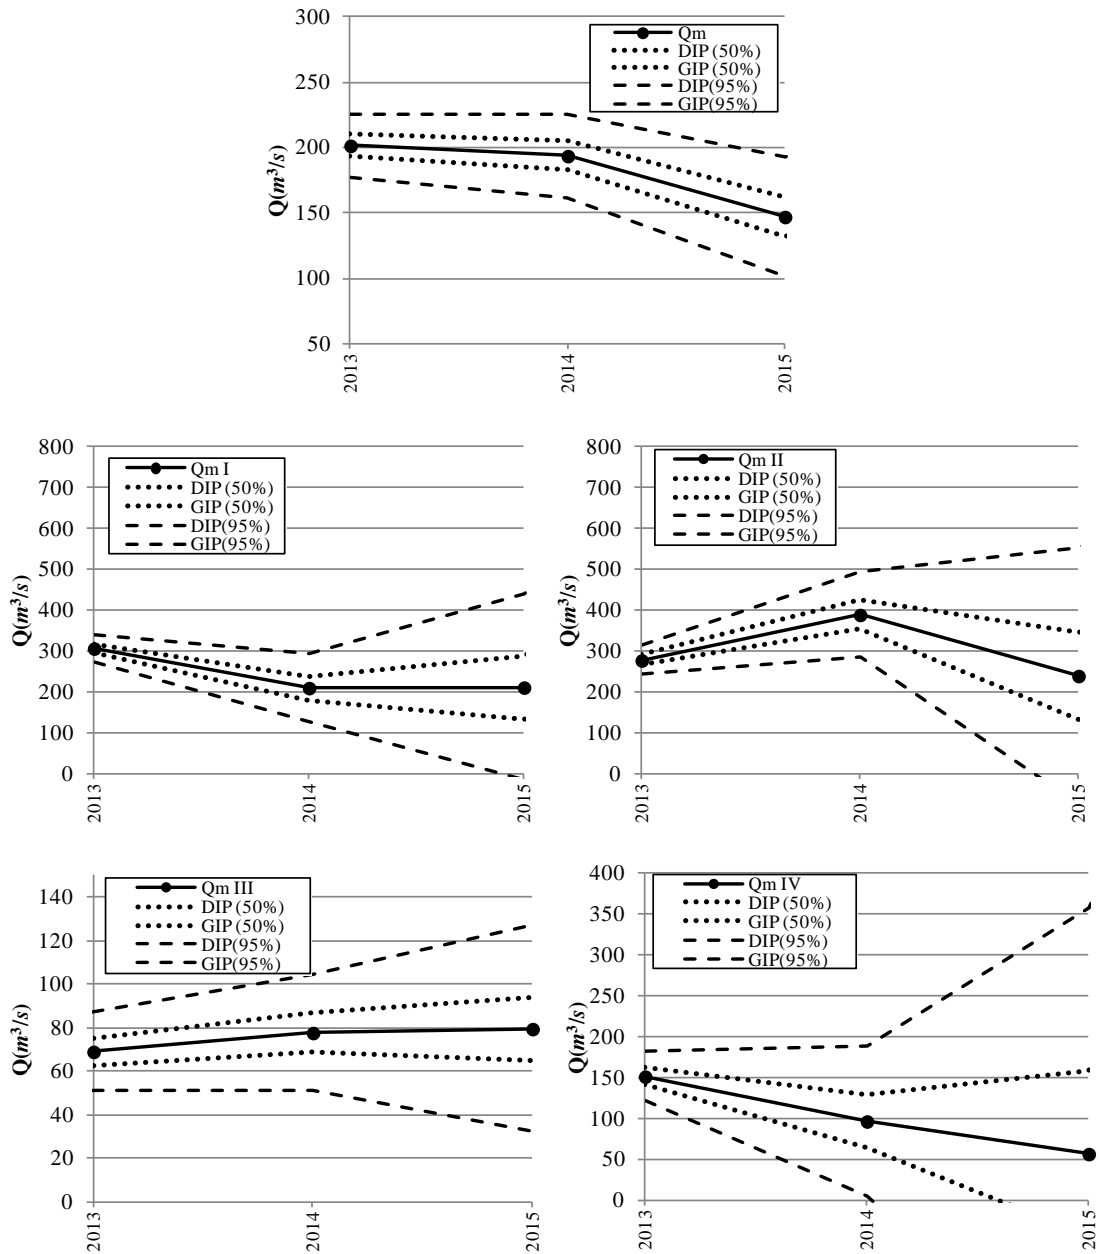 300
250
200
150
100
50
Q(m³/s)
2013
2014
2015
Qm
DIP (50%)
GIP (50%)
DIP(95%)
GIP(95%)
800
700
600
500
400
300
200
100
0
Q(m³/s)
2013
2014
2015
Qm I
DIP (50%)
GIP (50%)
DIP(95%)
GIP(95%)
800
700
600
500
400
300
200
100
0
Q(m³/s)
2013
2014
2015
Qm II
DIP (50%)
GIP (50%)
DIP(95%)
GIP(95%)
140
120
100
80
60
40
20
0
Q(m³/s)
2013
2014
2015
Qm III
DIP (50%)
GIP (50%)
DIP(95%)
GIP(95%)
400
350
300
250
200
150
100
50
0
Q(m³/s)
2013
2014
2015
Qm IV
DIP (50%)
GIP (50%)
DIP(95%)
GIP(95%)